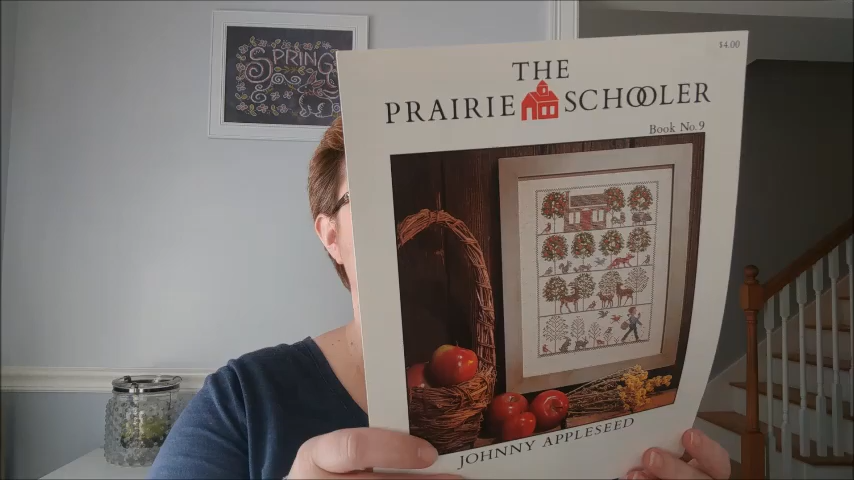 SPRING
$4.00
THE
PRAIRIE SCHOOLER
Book No. 9
JOHNNY APPLESEED